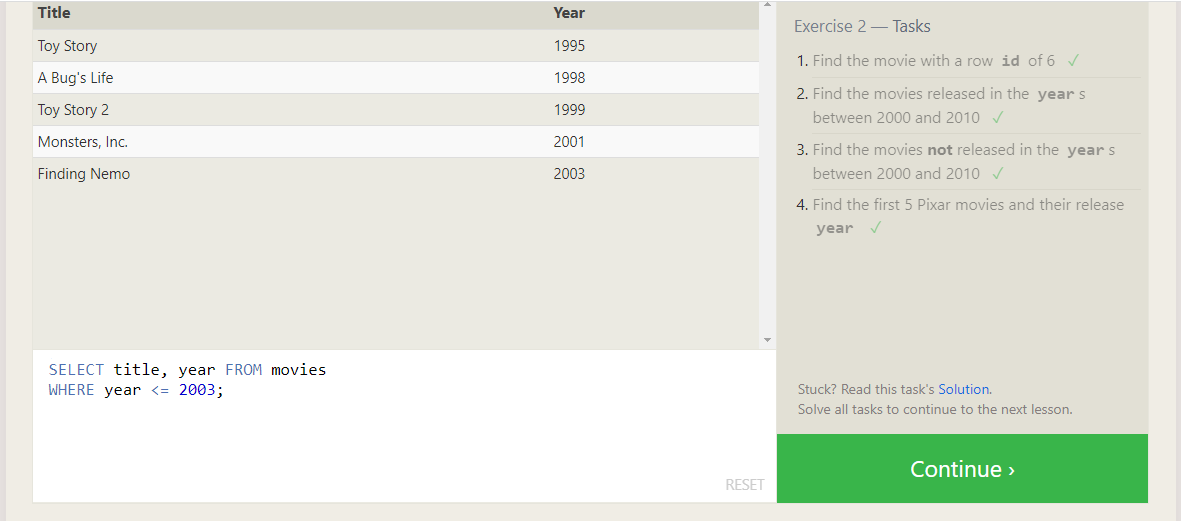 Title Year
Toy Story 1995
A Bug's Life 1998
Toy Story 2 1999
Monsters, Inc. 2001
Finding Nemo 2003
SELECT title, year FROM movies
WHERE year <= 2003;
RESET
Exercise 2 — Tasks
1. Find the movie with a row id of 6 ✓
2. Find the movies released in the year s
between 2000 and 2010 ✓
3. Find the movies not released in the year s
between 2000 and 2010 ✓
4. Find the first 5 Pixar movies and their release
year ✓
Stuck? Read this task's Solution.
Solve all tasks to continue to the next lesson.
Continue ›